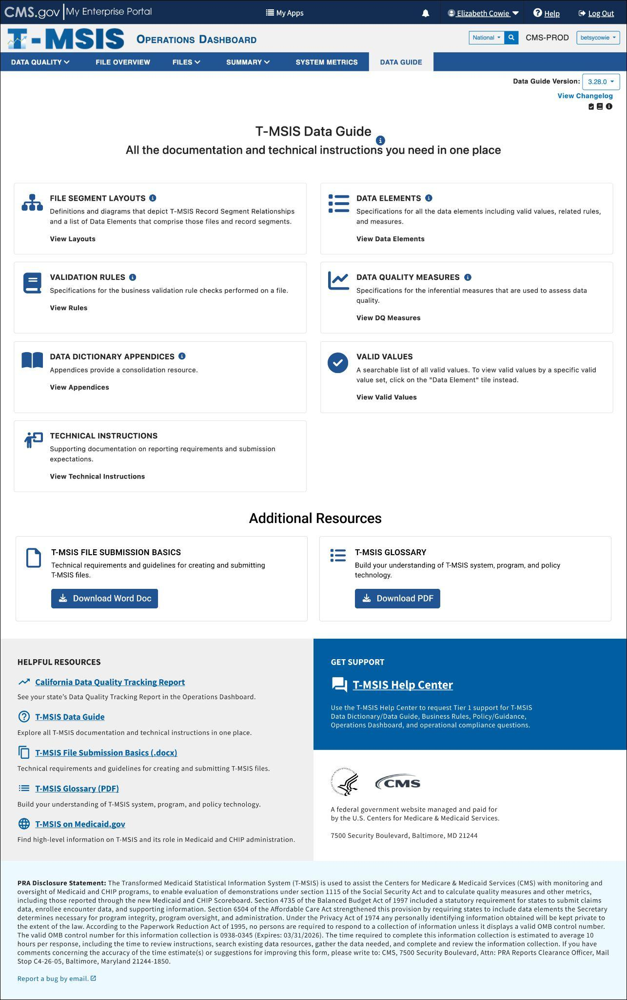 CMS.gov My Enterprise Portal My Apps Elizabeth Cowie Help Log Out
T-MSIS OPERATIONS DASHBOARD National CMS-PROD betsycowie
DATA QUALITY FILE OVERVIEW FILES SUMMARY SYSTEM METRICS DATA GUIDE
Data Guide Version: 3.28.0
View Changelog
T-MSIS Data Guide
All the documentation and technical instructions you need in one place
FILE SEGMENT LAYOUTS
Definitions and diagrams that depict T-MSIS Record Segment Relationships
and a list of Data Elements that comprise those files and record segments.
View Layouts
DATA ELEMENTS
Specifications for all the data elements including valid values, related rules,
and measures.
View Data Elements
VALIDATION RULES
Specifications for the business validation rule checks performed on a file.
View Rules
DATA QUALITY MEASURES
Specifications for the inferential measures that are used to assess data
quality.
View DQ Measures
DATA DICTIONARY APPENDICES
Appendices provide a consolidation resource.
View Appendices
VALID VALUES
A searchable list of all valid values. To view valid values by a specific valid
value set, click on the "Data Element" tile instead.
View Valid Values
TECHNICAL INSTRUCTIONS
Supporting documentation on reporting requirements and submission
expectations.
View Technical Instructions
Additional Resources
T-MSIS FILE SUBMISSION BASICS
Technical requirements and guidelines for creating and submitting
T-MSIS files.
Download Word Doc
T-MSIS GLOSSARY
Build your understanding of T-MSIS system, program, and policy
technology.
Download PDF
HELPFUL RESOURCES
California Data Quality Tracking Report
See your state's Data Quality Tracking Report in the Operations Dashboard.
T-MSIS Data Guide
Explore all T-MSIS documentation and technical instructions in one place.
T-MSIS File Submission Basics (.docx)
Technical requirements and guidelines for creating and submitting T-MSIS files.
T-MSIS Glossary (PDF)
Build your understanding of T-MSIS system, program, and policy technology.
T-MSIS on Medicaid.gov
Find high-level information on T-MSIS and its role in Medicaid and CHIP administration.
GET SUPPORT
T-MSIS Help Center
Use the T-MSIS Help Center to request Tier 1 support for T-MSIS
Data Dictionary/Data Guide, Business Rules, Policy/Guidance,
Operations Dashboard, and operational compliance questions.
CMS
A federal government website managed and paid for
by the U.S. Centers for Medicare & Medicaid Services.
7500 Security Boulevard, Baltimore, MD 21244
PRA Disclosure Statement: The Transformed Medicaid Statistical Information System (T-MSIS) is used to assist the Centers for Medicare & Medicaid Services (CMS) with monitoring and
oversight of Medicaid and CHIP programs, to enable evaluation of demonstrations under section 1115 of the Social Security Act and to calculate quality measures and other metrics,
including those reported through the new Medicaid and CHIP Scoreboard. Section 4735 of the Balanced Budget Act of 1997 included a statutory requirement for states to submit claims
data, enrollee encounter data, and supporting information. Section 6504 of the Affordable Care Act strengthened this provision by requiring states to include data elements the Secretary
determines necessary for program integrity, program oversight, and administration. Under the Privacy Act of 1974 any personally identifying information obtained will be kept private to
the extent of the law. According to the Paperwork Reduction Act of 1995, no persons are required to respond to a collection of information unless it displays a valid OMB control number.
The valid OMB control number for this information collection is 0938-0345 (Expires: 03/31/2026). The time required to complete this information collection is estimated to average 10
hours per response, including the time to review instructions, search existing data resources, gather the data needed, and complete and review the information collection. If you have
comments concerning the accuracy of the time estimate(s) or suggestions for improving this form, please write to: CMS, 7500 Security Boulevard, Attn: PRA Reports Clearance Officer, Mail
Stop C4-26-05, Baltimore, Maryland 21244-1850.
Report a bug by email.